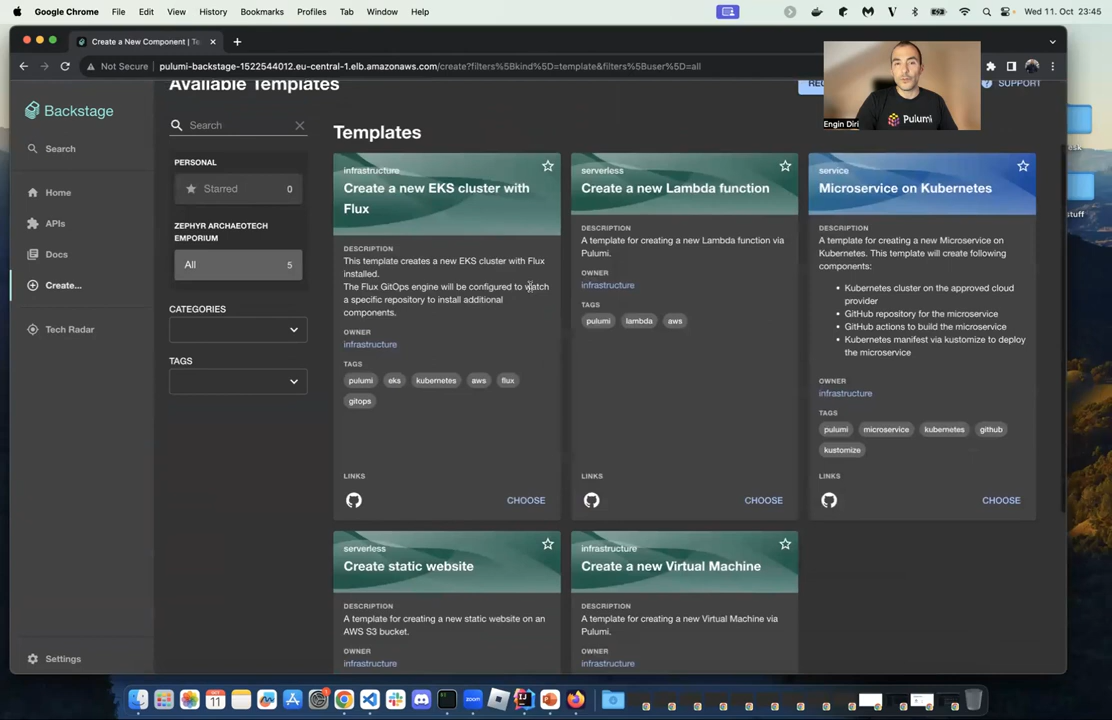 Google Chrome File Edit View History Bookmarks Profiles Tab Window Help
Wed 11. Oct 23:45
Create a New Component | Te
Not Secure pulumi-backstage-1522544012.eu-central-1.elb.amazonaws.com/create?filters%5Bkind%5D=template&filters%5Buser%5D=all
Pulumi
Engin Diri
Backstage
Search
Home
APIs
Docs
Create...
Tech Radar
Settings
Available Templates
SUPPORT
Search
PERSONAL
Starred 0
ZEPHYR ARCHAEOTECH
EMPORIUM
All 5
CATEGORIES
TAGS
Templates
infrastructure
Create a new EKS cluster with
Flux
DESCRIPTION
This template creates a new EKS cluster with Flux
installed.
The Flux GitOps engine will be configured to watch
a specific repository to install additional
components.
OWNER
infrastructure
TAGS
pulumi eks kubernetes aws flux
gitops
LINKS
CHOOSE
serverless
Create a new Lambda function
DESCRIPTION
A template for creating a new Lambda function via
Pulumi.
OWNER
infrastructure
TAGS
pulumi lambda aws
LINKS
CHOOSE
service
Microservice on Kubernetes
DESCRIPTION
A template for creating a new Microservice on
Kubernetes. This template will create following
components:
Kubernetes cluster on the approved cloud
provider
GitHub repository for the microservice
GitHub actions to build the microservice
Kubernetes manifest via kustomize to deploy
the microservice
OWNER
infrastructure
TAGS
pulumi microservice kubernetes github
kustomize
LINKS
CHOOSE
serverless
Create static website
DESCRIPTION
A template for creating a new static website on an
AWS S3 bucket.
OWNER
infrastructure
infrastructure
Create a new Virtual Machine
DESCRIPTION
A template for creating a new Virtual Machine via
Pulumi.
OWNER
infrastructure
stuff